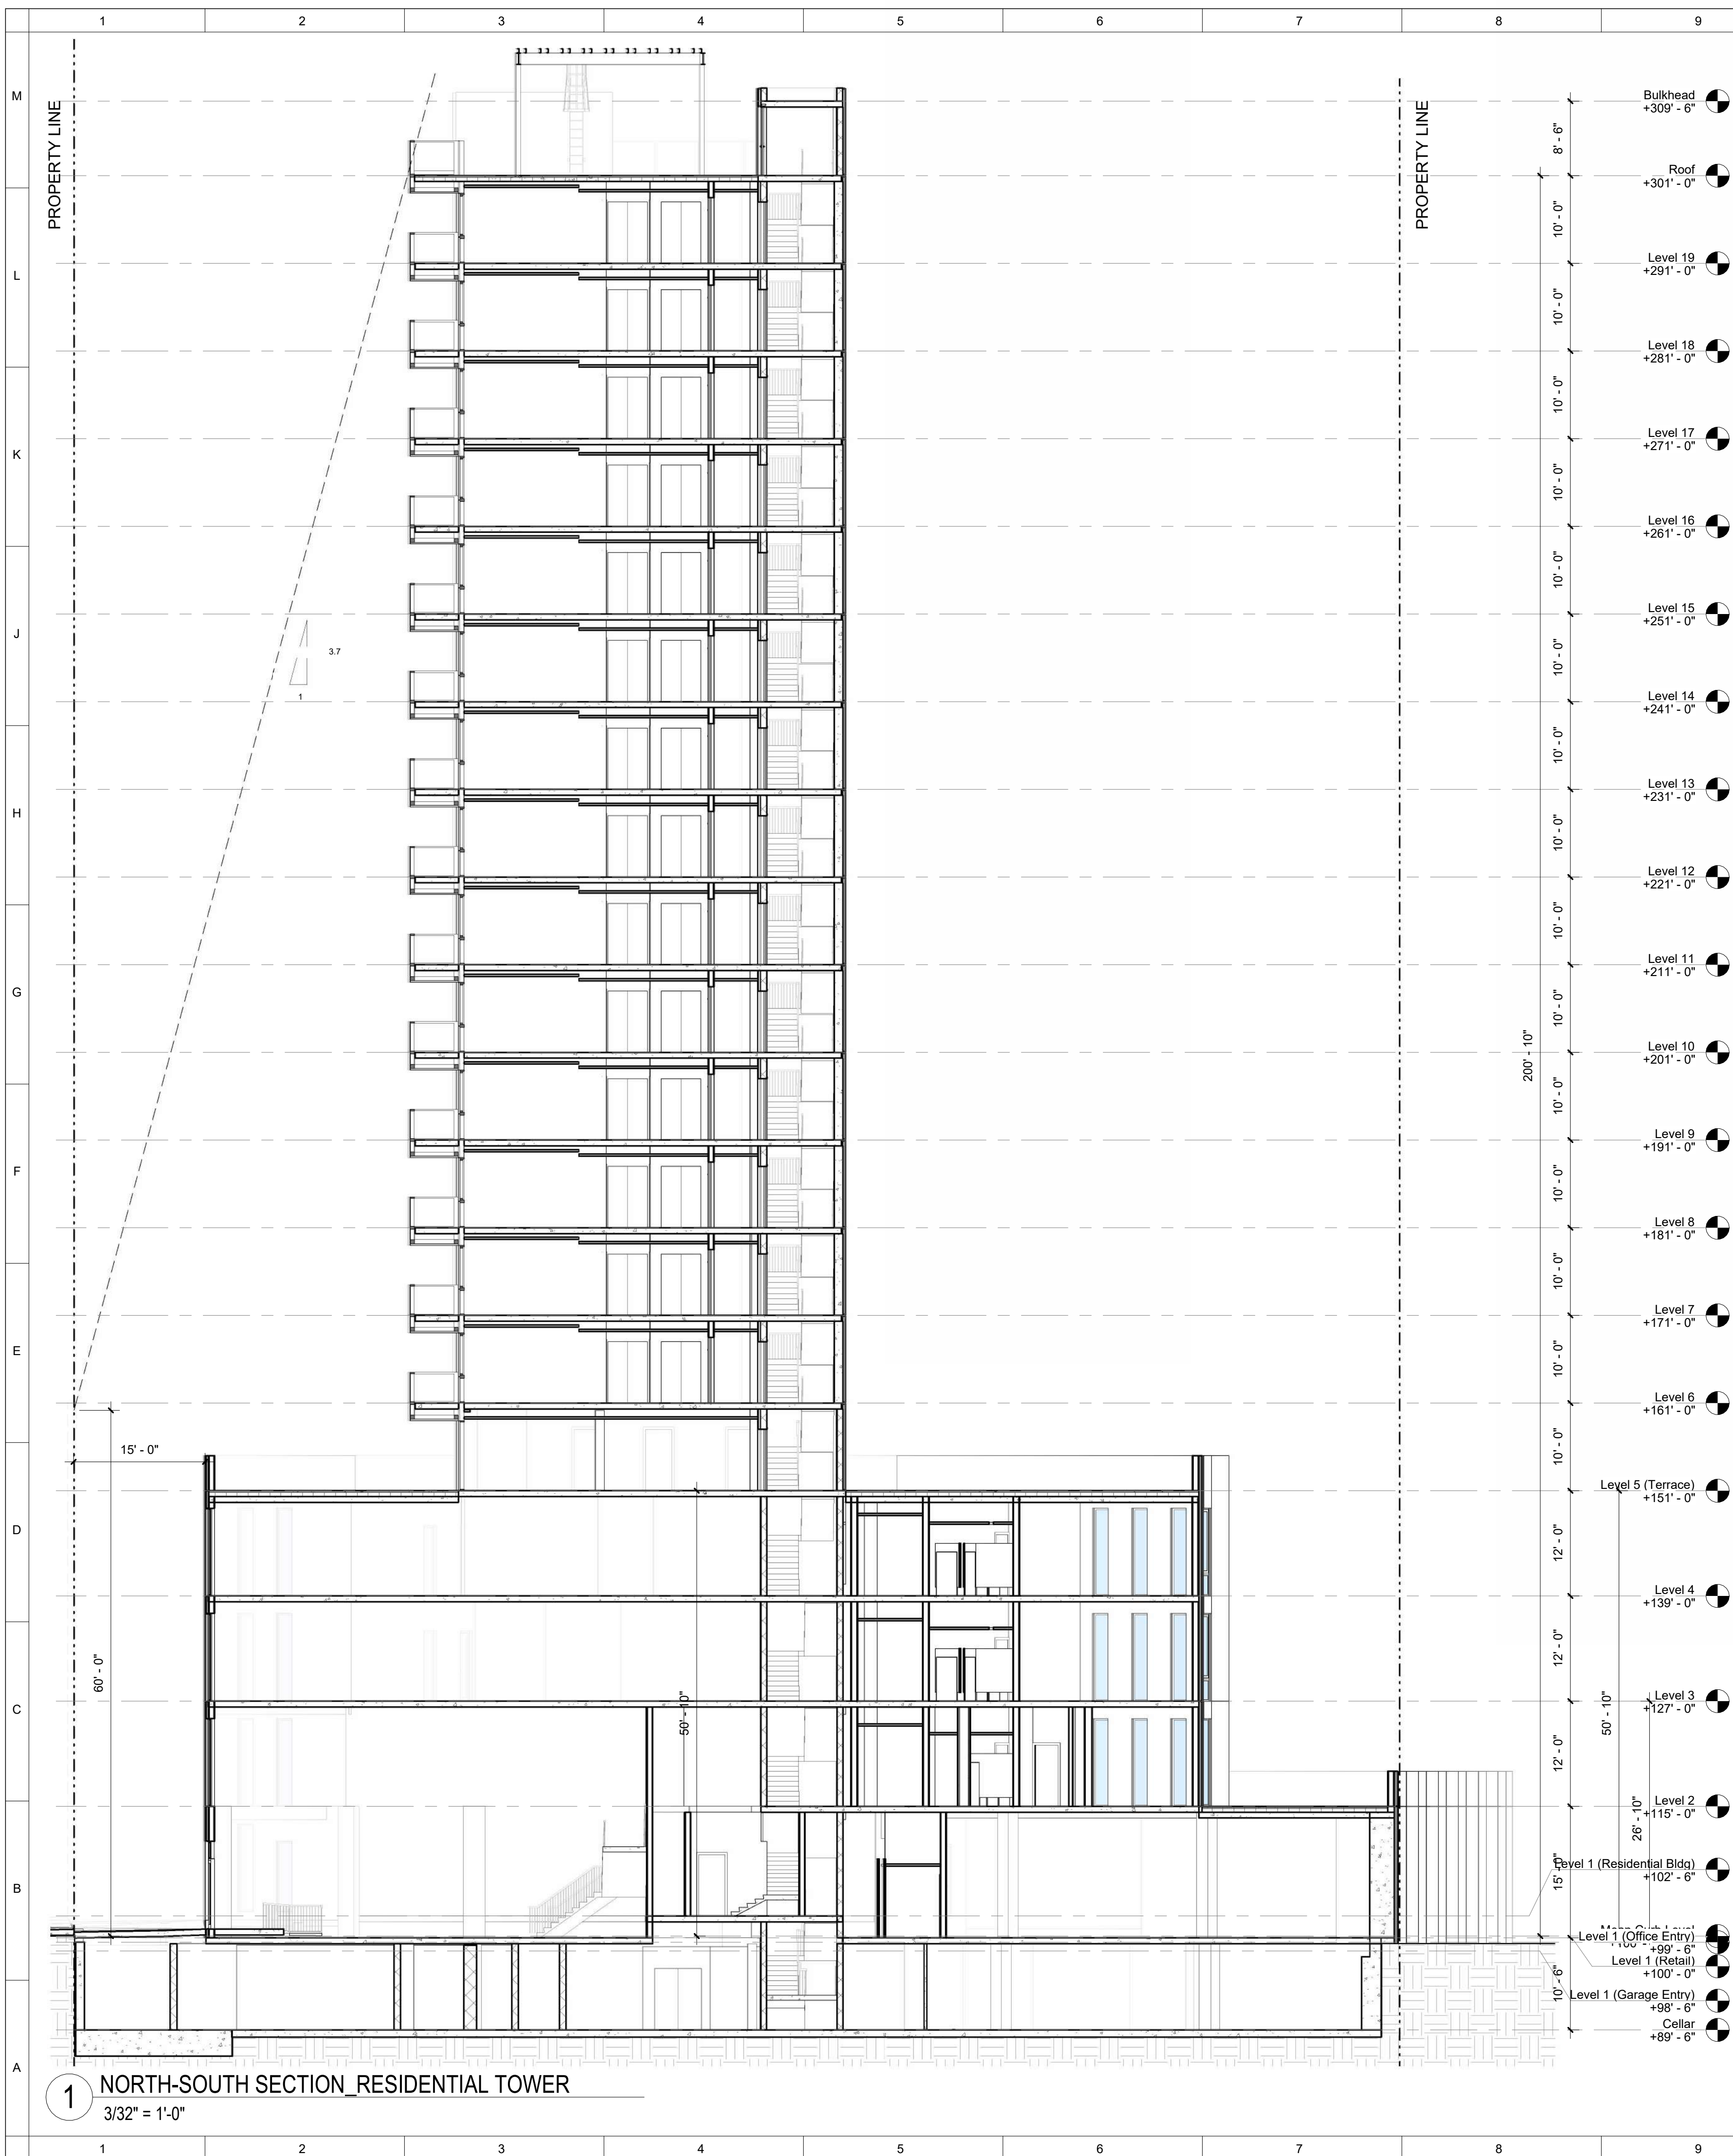 1 2 3 4 5 6 7 8 9
M
PROPERTY LINE
PROPERTY LINE
Bulkhead
+309' - 6"
8' - 6"
Roof
+301' - 0"
10' - 0"
L
Level 19
+291' - 0"
10' - 0"
Level 18
+281' - 0"
10' - 0"
K
Level 17
+271' - 0"
10' - 0"
Level 16
+261' - 0"
10' - 0"
Level 15
+251' - 0"
J
3.7
1
10' - 0"
Level 14
+241' - 0"
10' - 0"
Level 13
+231' - 0"
H
10' - 0"
Level 12
+221' - 0"
10' - 0"
Level 11
+211' - 0"
G
10' - 0"
200' - 10"
Level 10
+201' - 0"
10' - 0"
Level 9
+191' - 0"
F
10' - 0"
Level 8
+181' - 0"
10' - 0"
Level 7
+171' - 0"
E
10' - 0"
Level 6
+161' - 0"
15' - 0"
10' - 0"
Level 5 (Terrace)
+151' - 0"
D
12' - 0"
Level 4
+139' - 0"
60' - 0"
12' - 0"
C
50' - 10"
50' - 10"
Level 3
+127' - 0"
12' - 0"
Level 2
+115' - 0"
26' - 10"
B
15' - 0"
Level 1 (Residential Bldg)
+102' - 6"
Mean Curb Level
Level 1 (Office Entry)
+99' - 6"
Level 1 (Retail)
+100' - 0"
10' - 6"
Level 1 (Garage Entry)
+98' - 6"
Cellar
+89' - 6"
A
1 NORTH-SOUTH SECTION_RESIDENTIAL TOWER
3/32" = 1'-0"
1 2 3 4 5 6 7 8 9